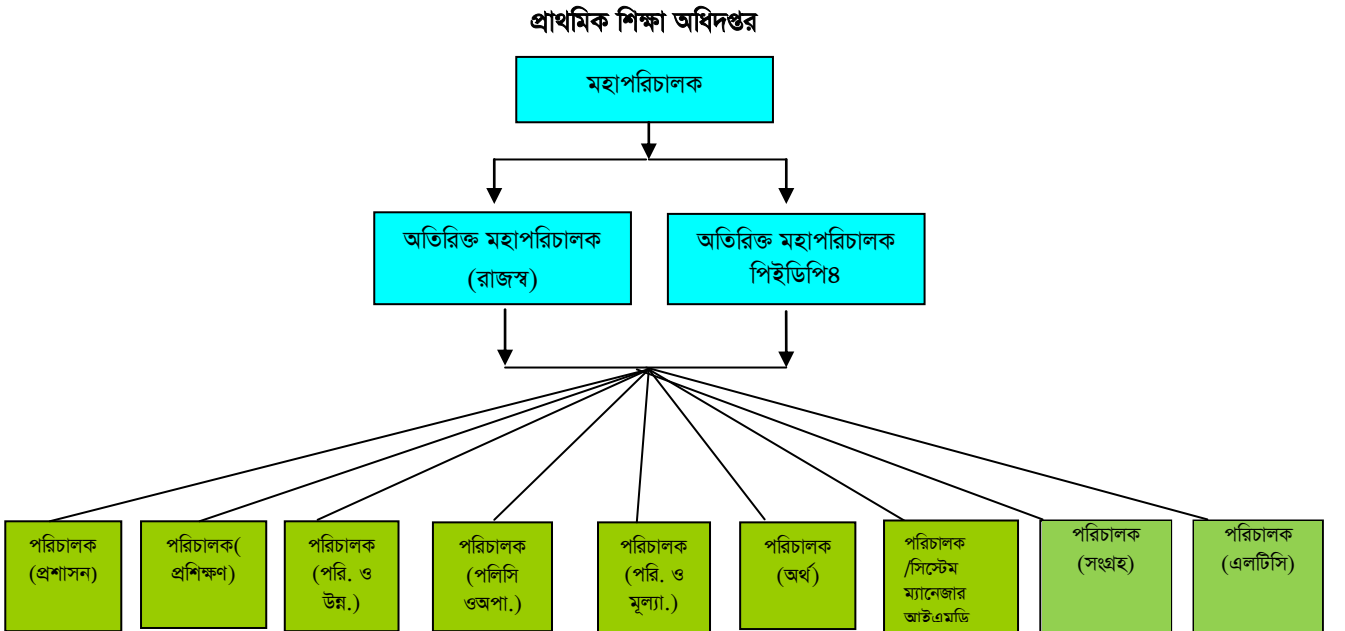 প্রাথমিক শিক্ষা অধিদপ্তর
মহাপরিচালক
অতিরিক্ত মহাপরিচালক
(রাজস্ব)
অতিরিক্ত মহাপরিচালক
পিইডিপি৪
পরিচালক
(প্রশাসন)
পরিচালক(
প্রশিক্ষণ)
পরিচালক
(পরি. ও
উন্ন.)
পরিচালক
(পলিসি
ওঅপা.)
পরিচালক
(পরি. ও
মূল্যা.)
পরিচালক
(অর্থ)
পরিচালক
/সিস্টেম
ম্যানেজার
আইএমডি
পরিচালক
(সংগ্রহ)
পরিচালক
(এলটিসি)